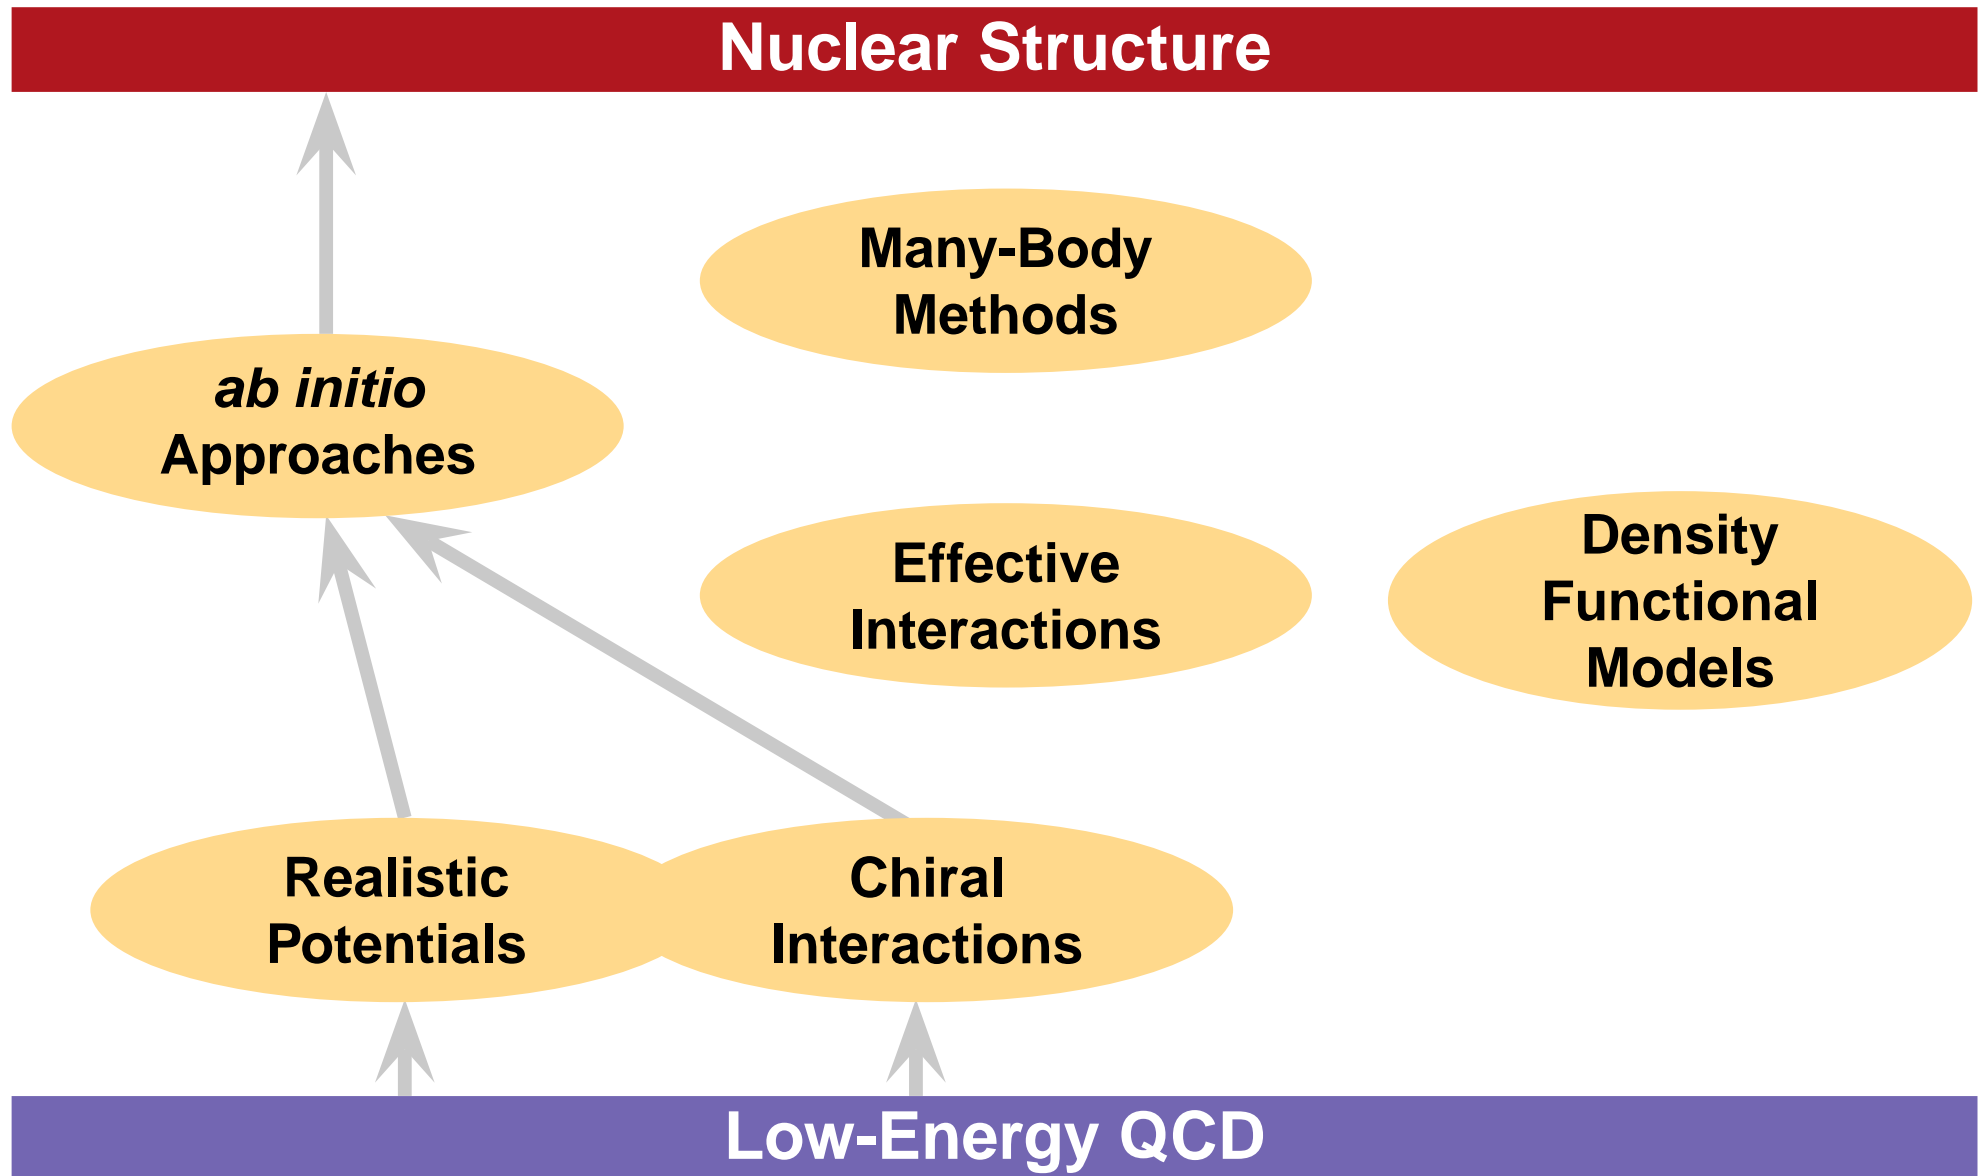 Nuclear Structure
Many-Body
Methods
ab initio
Approaches
Effective
Interactions
Density
Functional
Models
Realistic
Potentials
Chiral
Interactions
Low-Energy QCD